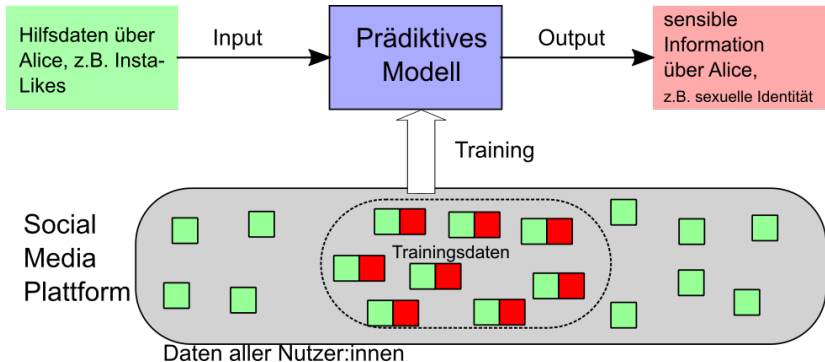 Hilfsdaten über
Alice, z.B. Insta-
Likes
Input
Prädiktives
Modell
Output
sensible
Information
über Alice,
z.B. sexuelle Identität
Training
Social
Media
Plattform
Trainingsdaten
Daten aller Nutzer:innen